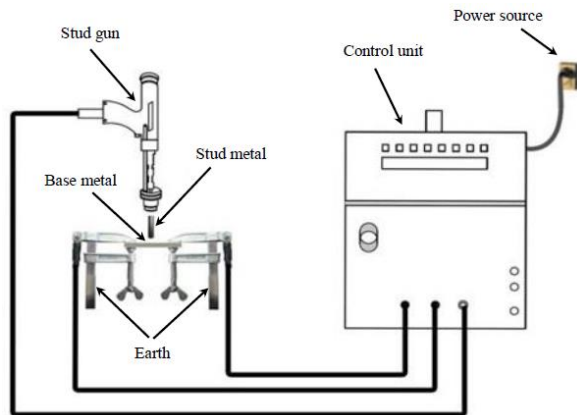 Power source
Stud gun
Control unit
Stud metal
Base metal
Earth